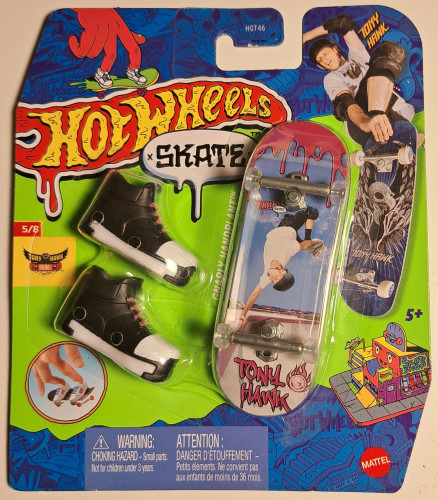 HGT46
TONY
HAWK
HOT WHEELS
x SKATE
5/8
TONY HAWK
GNARLY HANDPLANTIN'
TONY HAWK
TONY
HAWK
5+
WARNING:
CHOKING HAZARD – Small parts.
Not for children under 3 years.
ATTENTION :
DANGER D'ÉTOUFFEMENT –
Petits éléments. Ne convient pas
aux enfants de moins de 36 mois.
MATTEL